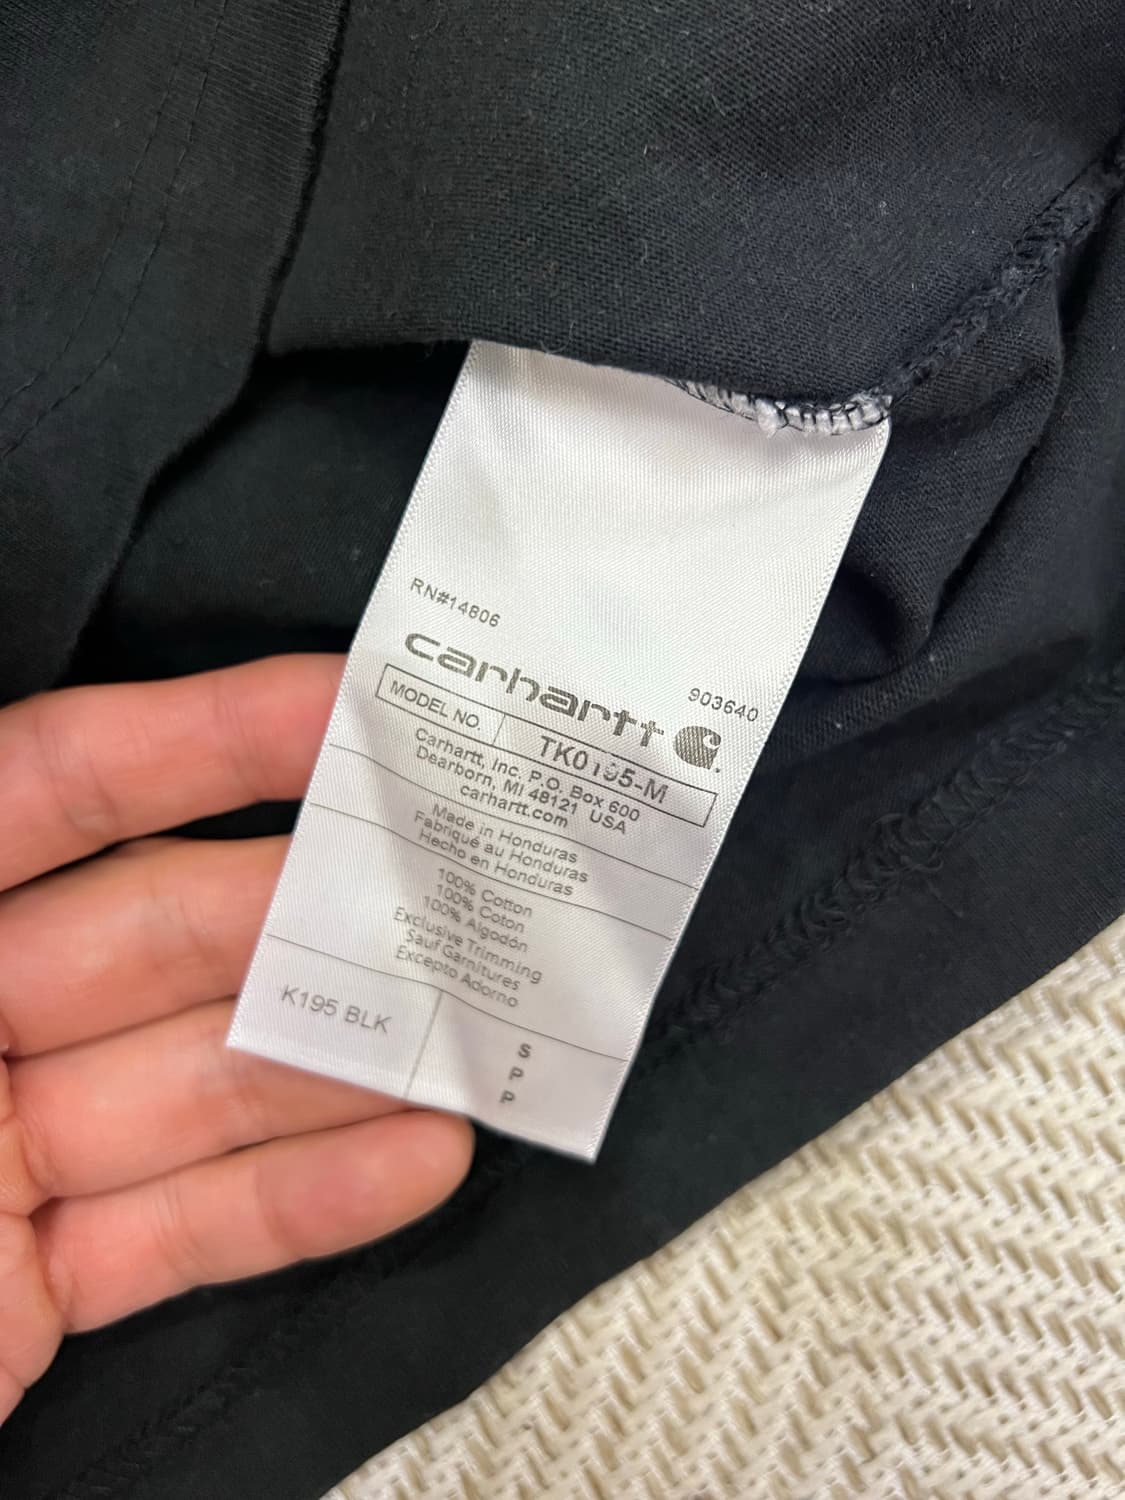 RN#14806
carhartt
903640
MODEL NO. TK0195-M
Carhartt, Inc. P.O. Box 600
Dearborn, MI 48121 USA
carhartt.com
Made in Honduras
Fabriqué au Honduras
Hecho en Honduras
100% Cotton
100% Coton
100% Algodón
Exclusive Trimming
Sauf Garnitures
Excepto Adorno
K195 BLK
S
P
P